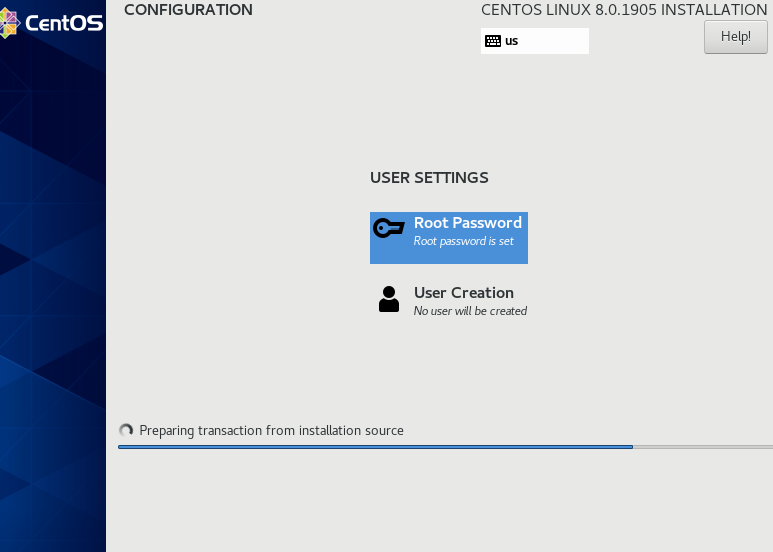 CentOS
CONFIGURATION
CENTOS LINUX 8.0.1905 INSTALLATION
us
Help!
USER SETTINGS
Root Password
Root password is set
User Creation
No user will be created
Preparing transaction from installation source